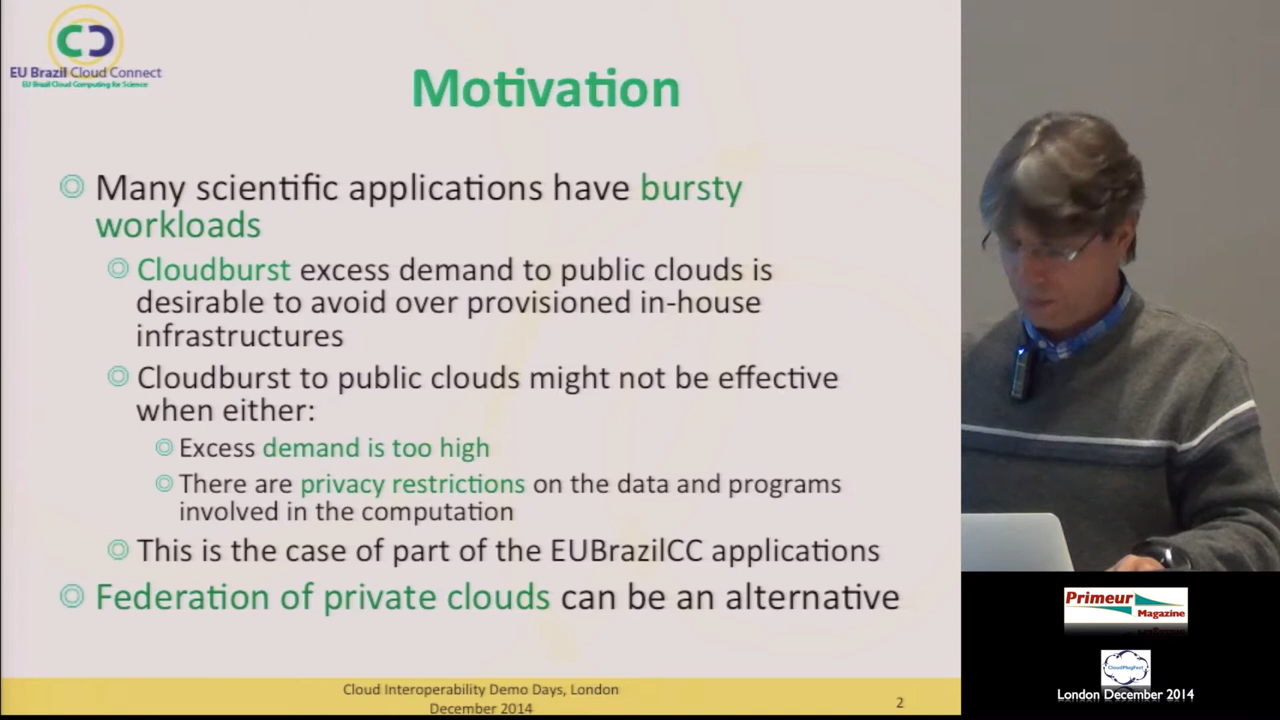 EU Brazil Cloud Connect
EU Brazil Cloud Computing for Science
Motivation
Many scientific applications have bursty
workloads
Cloudburst excess demand to public clouds is
desirable to avoid over provisioned in-house
infrastructures
Cloudburst to public clouds might not be effective
when either:
Excess demand is too high
There are privacy restrictions on the data and programs
involved in the computation
This is the case of part of the EUBrazilCC applications
Federation of private clouds can be an alternative
Cloud Interoperability Demo Days, London
December 2014
2
Primeur
Magazine
CloudPlugFest
London December 2014